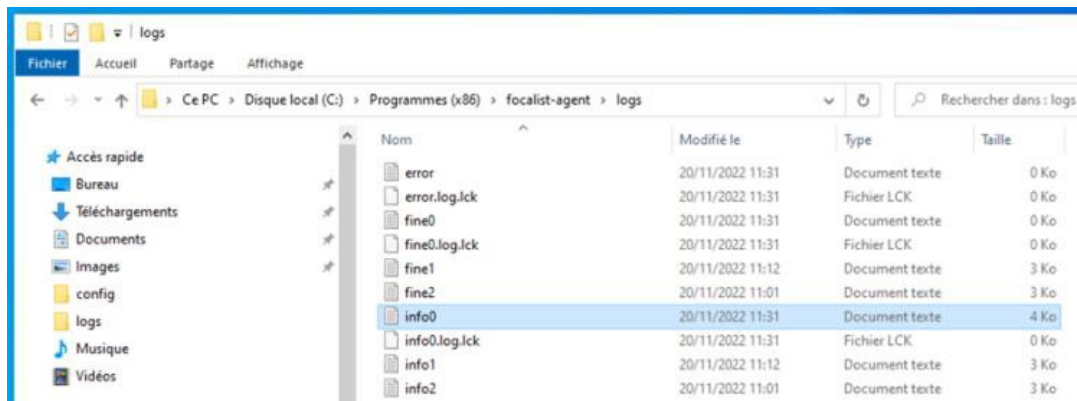 logs
Fichier Accueil Partage Affichage
Ce PC > Disque local (C:) > Programmes (x86) > focalist-agent > logs
Rechercher dans : logs
Nom Modifié le Type Taille
Accès rapide
Bureau
Téléchargements
Documents
Images
config
logs
Musique
Vidéos
error 20/11/2022 11:31 Document texte 0 Ko
error.log.lck 20/11/2022 11:31 Fichier LCK 0 Ko
fine0 20/11/2022 11:31 Document texte 0 Ko
fine0.log.lck 20/11/2022 11:31 Fichier LCK 0 Ko
fine1 20/11/2022 11:12 Document texte 3 Ko
fine2 20/11/2022 11:01 Document texte 3 Ko
info0 20/11/2022 11:31 Document texte 4 Ko
info0.log.lck 20/11/2022 11:31 Fichier LCK 0 Ko
info1 20/11/2022 11:12 Document texte 3 Ko
info2 20/11/2022 11:01 Document texte 3 Ko